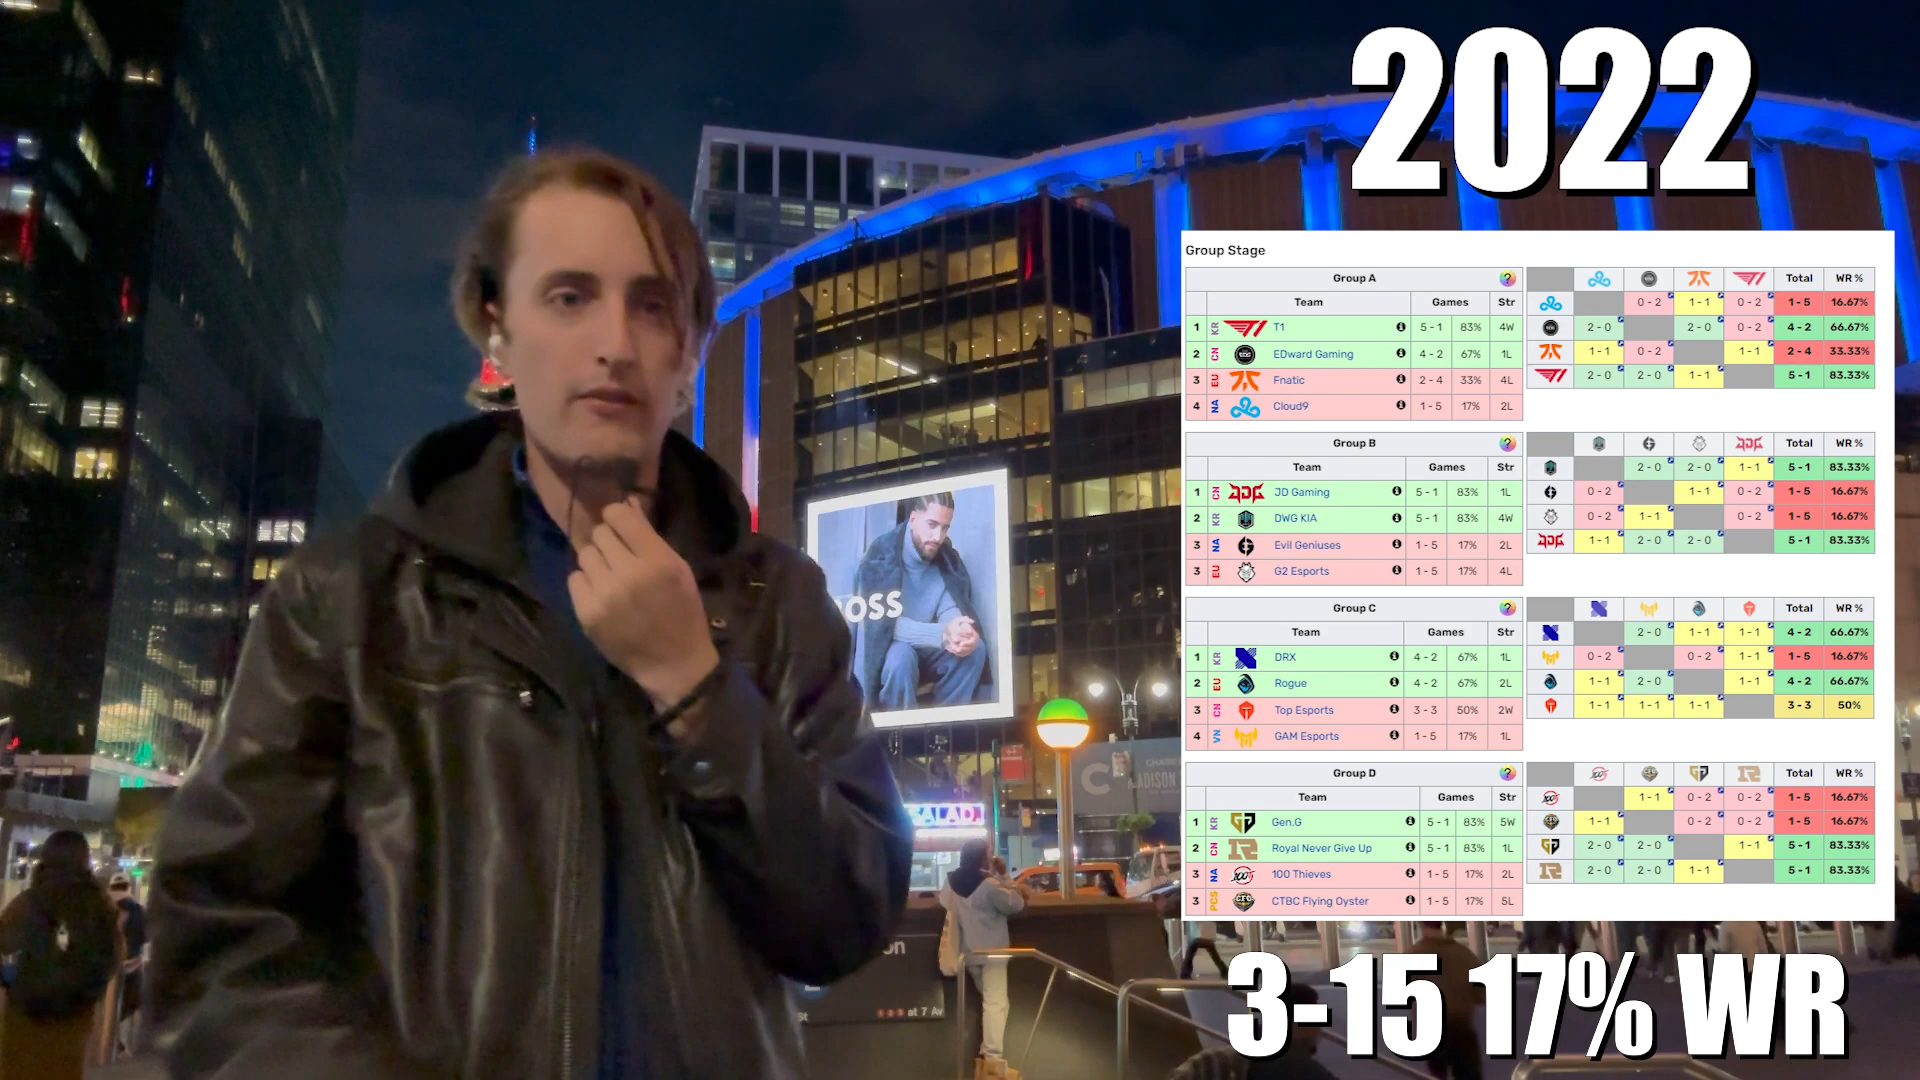 2022
Group Stage
Group A
Team Games Str
1 KR T1 5 - 1 83% 4W
2 CN EDward Gaming 4 - 2 67% 1L
3 EU Fnatic 2 - 4 33% 4L
4 NA Cloud9 1 - 5 17% 2L
Total WR %
0 - 2 1 - 1 0 - 2 1 - 5 16.67%
2 - 0 2 - 0 0 - 2 4 - 2 66.67%
1 - 1 0 - 2 1 - 1 2 - 4 33.33%
2 - 0 2 - 0 1 - 1 5 - 1 83.33%
Group B
Team Games Str
1 CN JD Gaming 5 - 1 83% 1L
2 KR DWG KIA 5 - 1 83% 4W
3 NA Evil Geniuses 1 - 5 17% 2L
3 EU G2 Esports 1 - 5 17% 4L
Total WR %
2 - 0 2 - 0 1 - 1 5 - 1 83.33%
0 - 2 1 - 1 0 - 2 1 - 5 16.67%
0 - 2 1 - 1 0 - 2 1 - 5 16.67%
1 - 1 2 - 0 2 - 0 5 - 1 83.33%
Group C
Team Games Str
1 KR DRX 4 - 2 67% 1L
2 EU Rogue 4 - 2 67% 2L
3 CN Top Esports 3 - 3 50% 2W
4 VN GAM Esports 1 - 5 17% 1L
Total WR %
2 - 0 1 - 1 1 - 1 4 - 2 66.67%
0 - 2 0 - 2 1 - 1 1 - 5 16.67%
1 - 1 2 - 0 1 - 1 4 - 2 66.67%
1 - 1 1 - 1 1 - 1 3 - 3 50%
Group D
Team Games Str
1 KR Gen.G 5 - 1 83% 5W
2 CN Royal Never Give Up 5 - 1 83% 1L
3 NA 100 Thieves 1 - 5 17% 2L
3 PCS CTBC Flying Oyster 1 - 5 17% 5L
Total WR %
1 - 1 0 - 2 0 - 2 1 - 5 16.67%
1 - 1 0 - 2 0 - 2 1 - 5 16.67%
2 - 0 2 - 0 1 - 1 5 - 1 83.33%
2 - 0 2 - 0 1 - 1 5 - 1 83.33%
3-15 17% WR
OSS
SALAD
1 2 3 at 7 Av